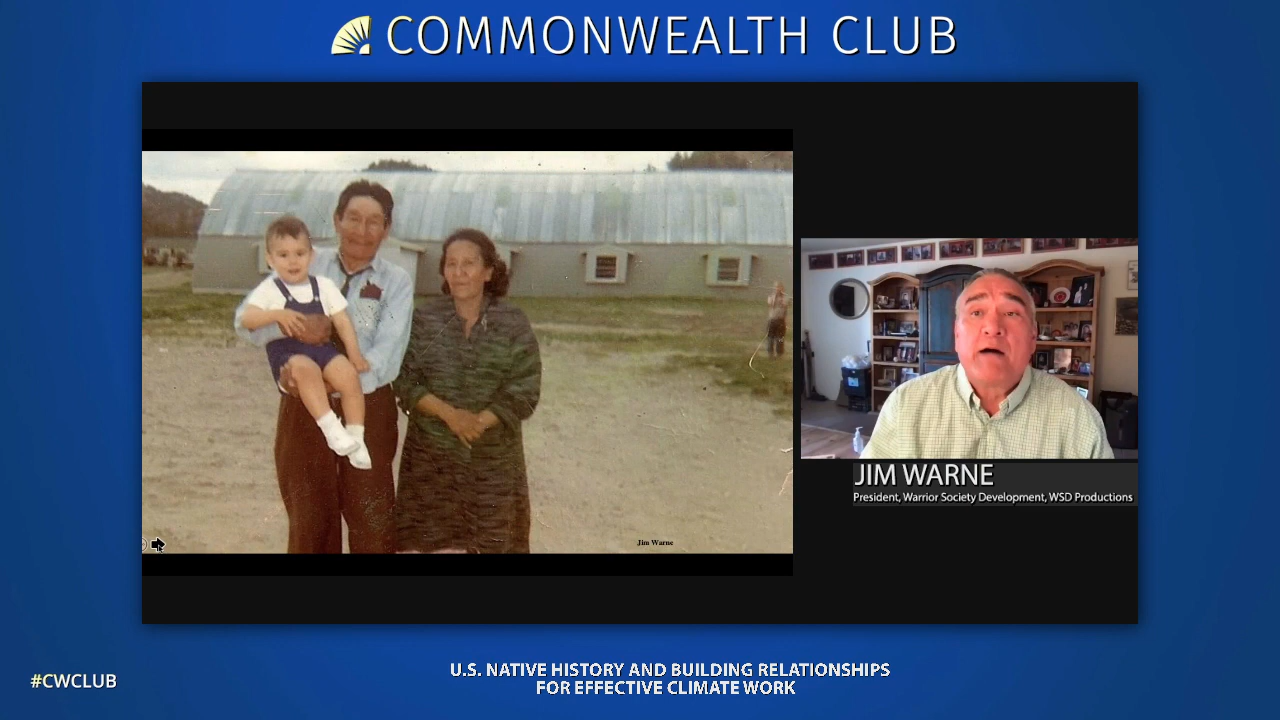 COMMONWEALTH CLUB
Jim Warne
JIM WARNE
President, Warrior Society Development, WSD Productions
#CWCLUB
U.S. NATIVE HISTORY AND BUILDING RELATIONSHIPS
FOR EFFECTIVE CLIMATE WORK